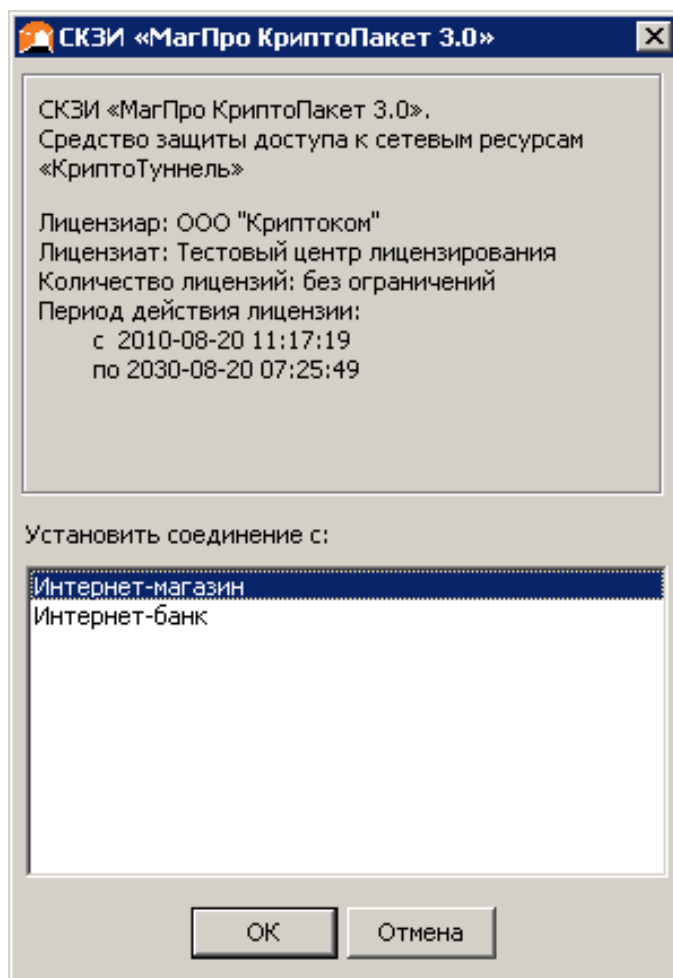 СКЗИ «МагПро КриптоПакет 3.0»
СКЗИ «МагПро КриптоПакет 3.0».
Средство защиты доступа к сетевым ресурсам
«КриптоТуннель»
Лицензиар: ООО "Криптоком"
Лицензиат: Тестовый центр лицензирования
Количество лицензий: без ограничений
Период действия лицензии:
с 2010-08-20 11:17:19
по 2030-08-20 07:25:49
Установить соединение с:
Интернет-магазин
Интернет-банк
ОК
Отмена